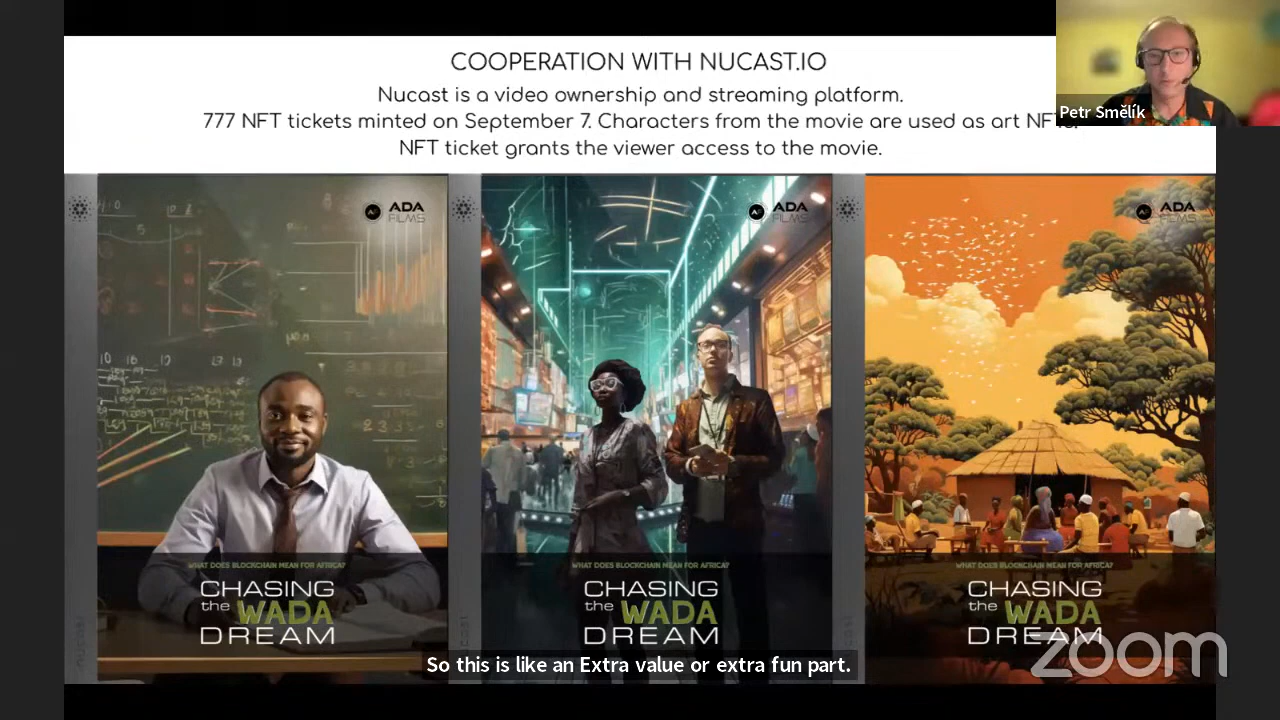 COOPERATION WITH NUCAST.IO
Nucast is a video ownership and streaming platform.
777 NFT tickets minted on September 7. Characters from the movie are used as art NFTs.
NFT ticket grants the viewer access to the movie.
Petr Smělík
ADA
FILMS
ADA
FILMS
ADA
FILMS
WHAT DOES BLOCKCHAIN MEAN FOR AFRICA?
CHASING
the WADA
DREAM
WHAT DOES BLOCKCHAIN MEAN FOR AFRICA?
CHASING
the WADA
DREAM
WHAT DOES BLOCKCHAIN MEAN FOR AFRICA?
CHASING
the WADA
DREAM
So this is like an Extra value or extra fun part.
zoom